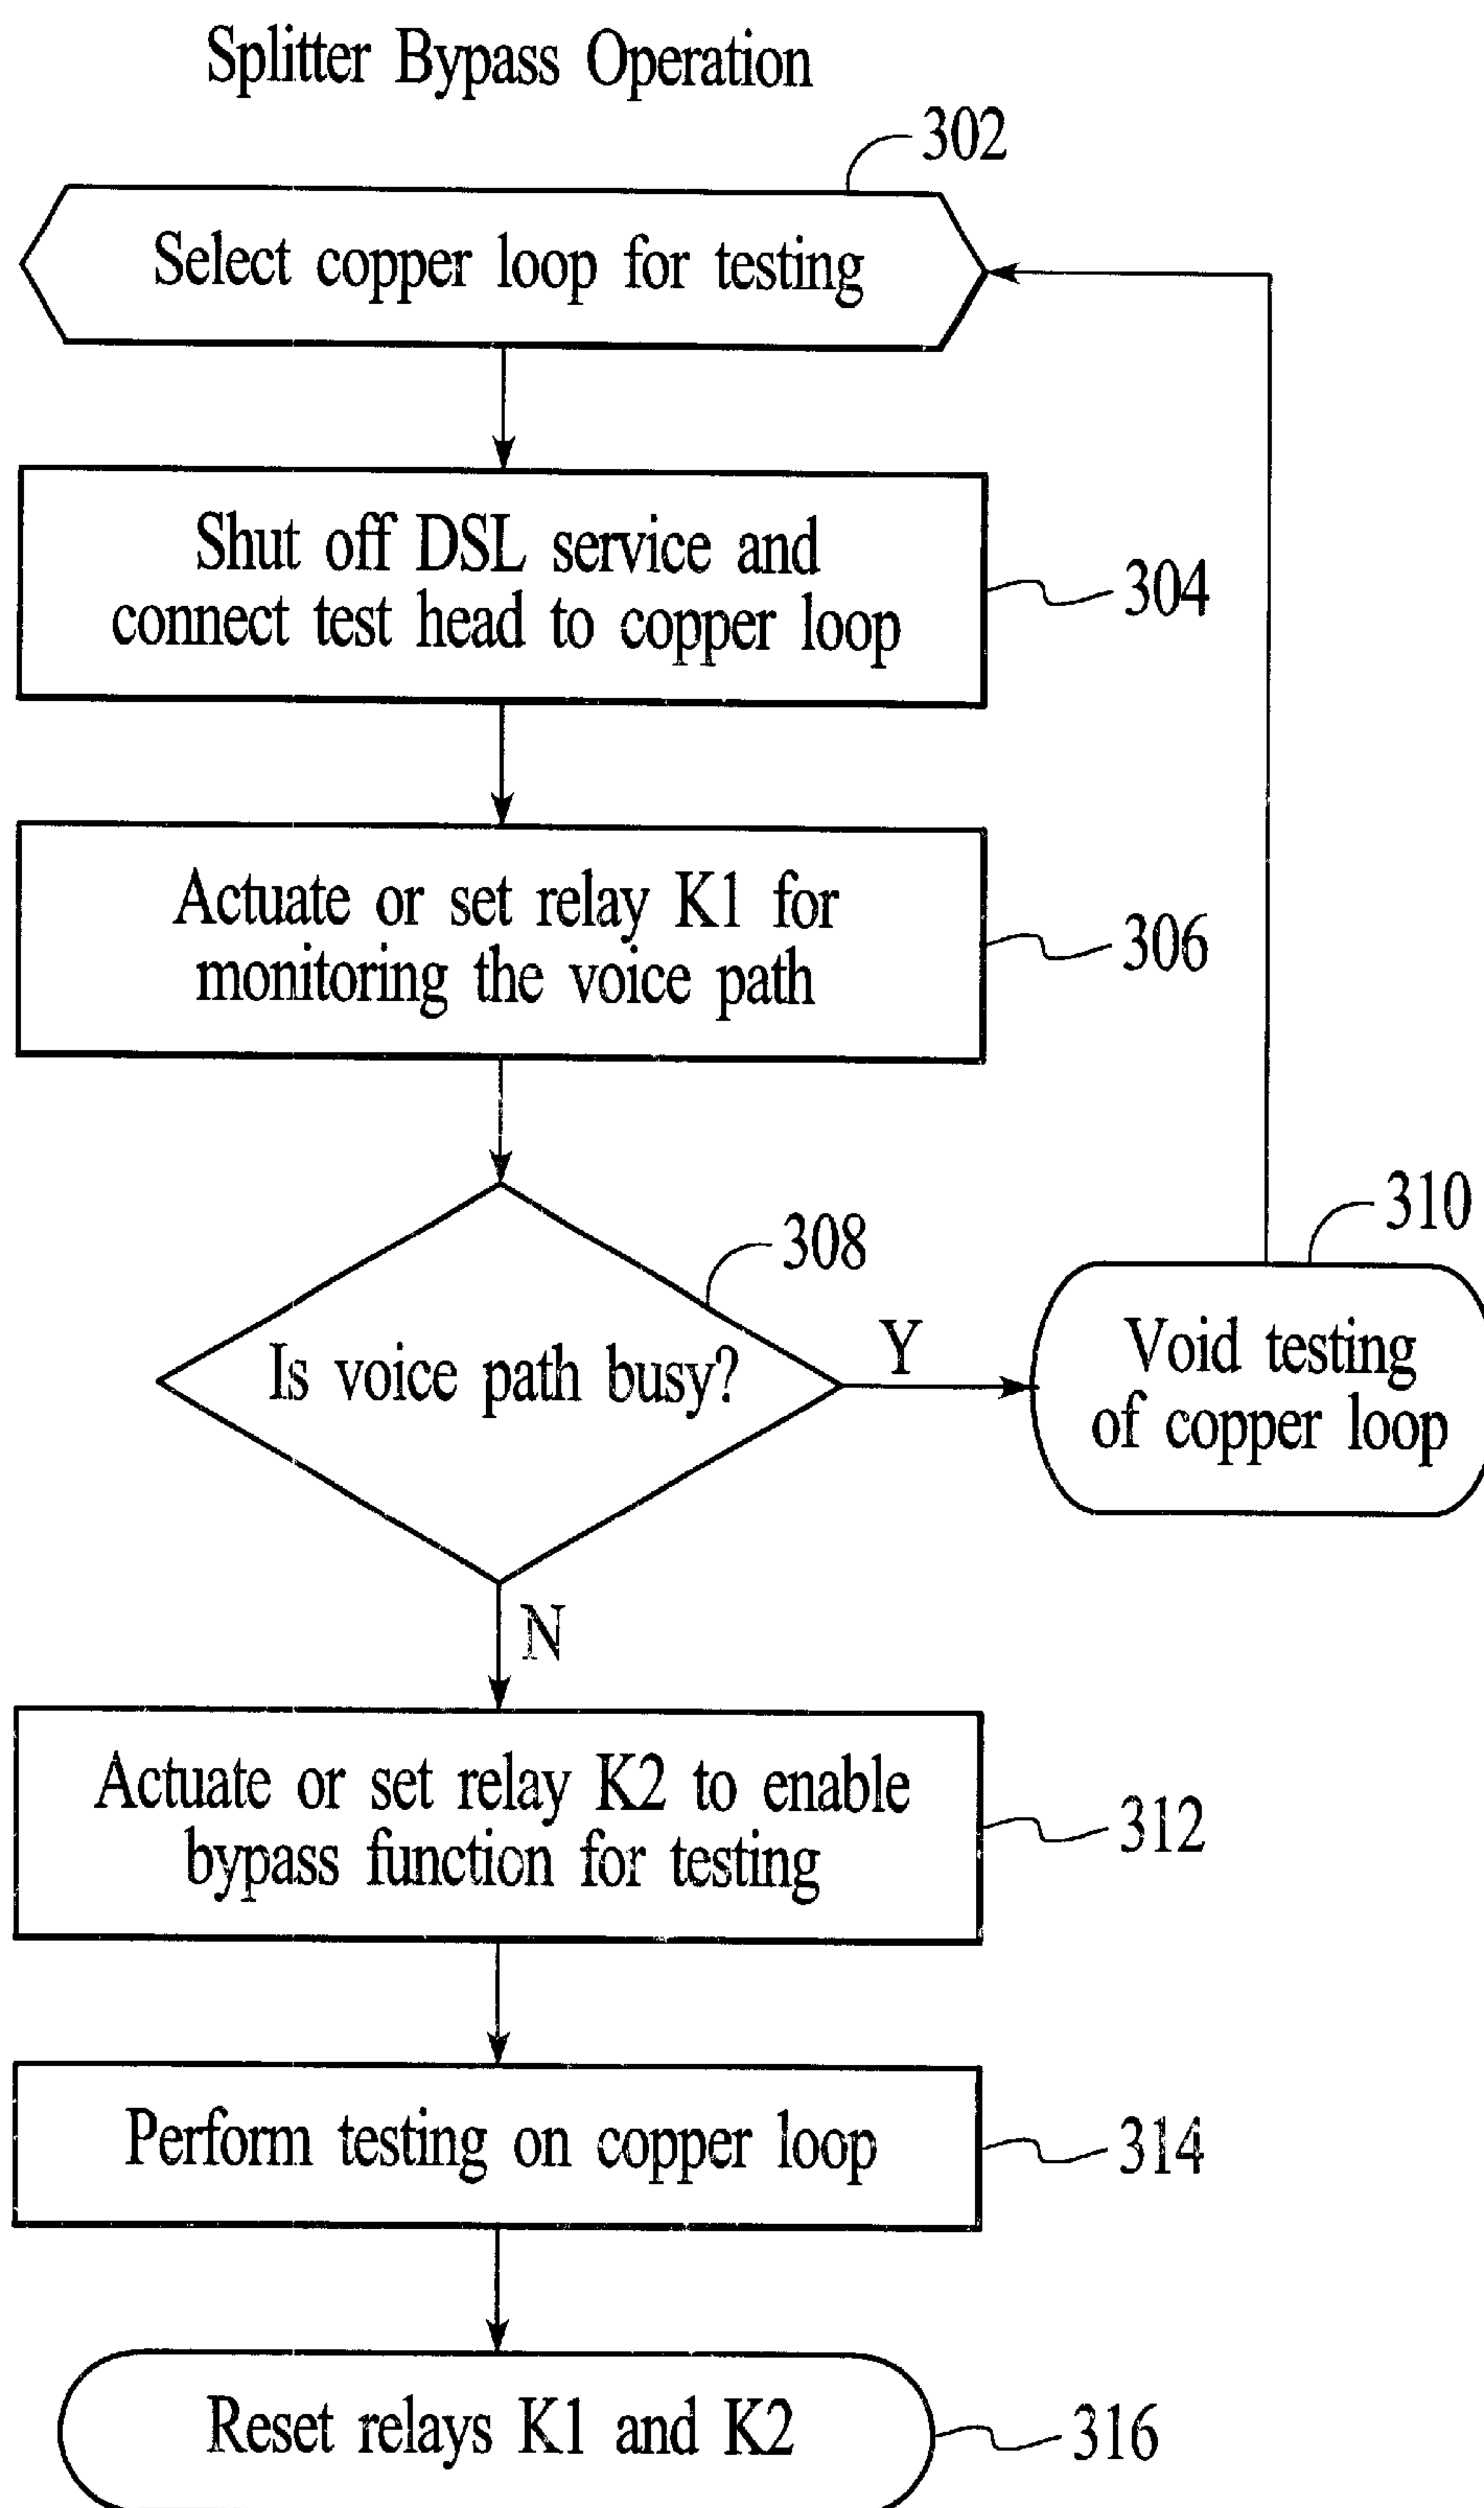 Splitter Bypass Operation
302
Select copper loop for testing
Shut off DSL service and
connect test head to copper loop
304
Actuate or set relay K1 for
monitoring the voice path
306
308
Is voice path busy?
Y
310
Void testing
of copper loop
N
Actuate or set relay K2 to enable
bypass function for testing
312
Perform testing on copper loop
314
Reset relays K1 and K2
316